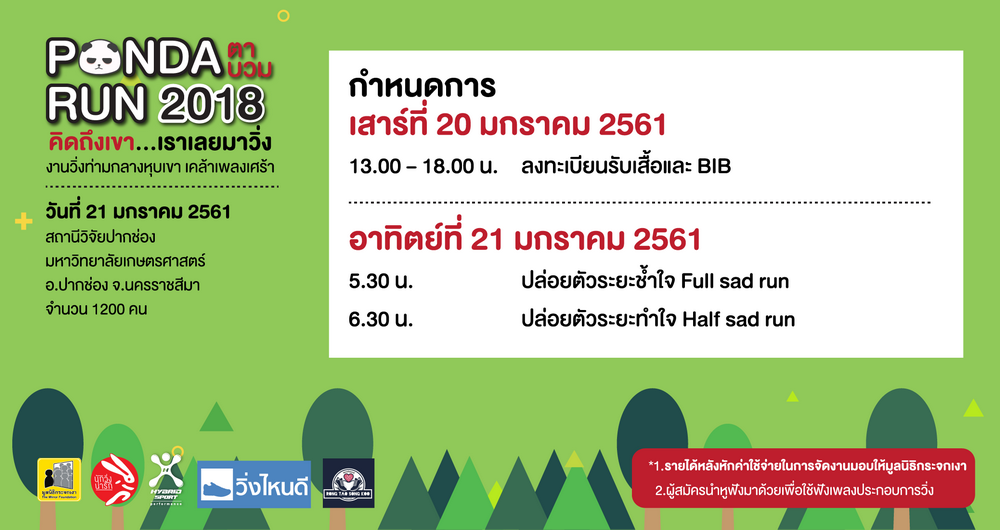 PANDA ตาบวม
RUN 2018
คิดถึงเขา...เราเลยมาวิ่ง
งานวิ่งท่ามกลางหุบเขา เคล้าเพลงเศร้า
วันที่ 21 มกราคม 2561
สถานีวิจัยปากช่อง
มหาวิทยาลัยเกษตรศาสตร์
อ.ปากช่อง จ.นครราชสีมา
จำนวน 1200 คน
กำหนดการ
เสาร์ที่ 20 มกราคม 2561
13.00 – 18.00 น. ลงทะเบียนรับเสื้อและ BIB
อาทิตย์ที่ 21 มกราคม 2561
5.30 น. ปล่อยตัวระยะช้ำใจ Full sad run
6.30 น. ปล่อยตัวระยะทำใจ Half sad run
มูลนิธิกระจกเงา
The Mirror Foundation
นักวิ่งน่ารัก
HYBRID
SPORT
performance
วิ่งไหนดี
RONG TAO SONG KOO
*1.รายได้หลังหักค่าใช้จ่ายในการจัดงานมอบให้มูลนิธิกระจกเงา
2.ผู้สมัครนำหูฟังมาด้วยเพื่อใช้ฟังเพลงประกอบการวิ่ง